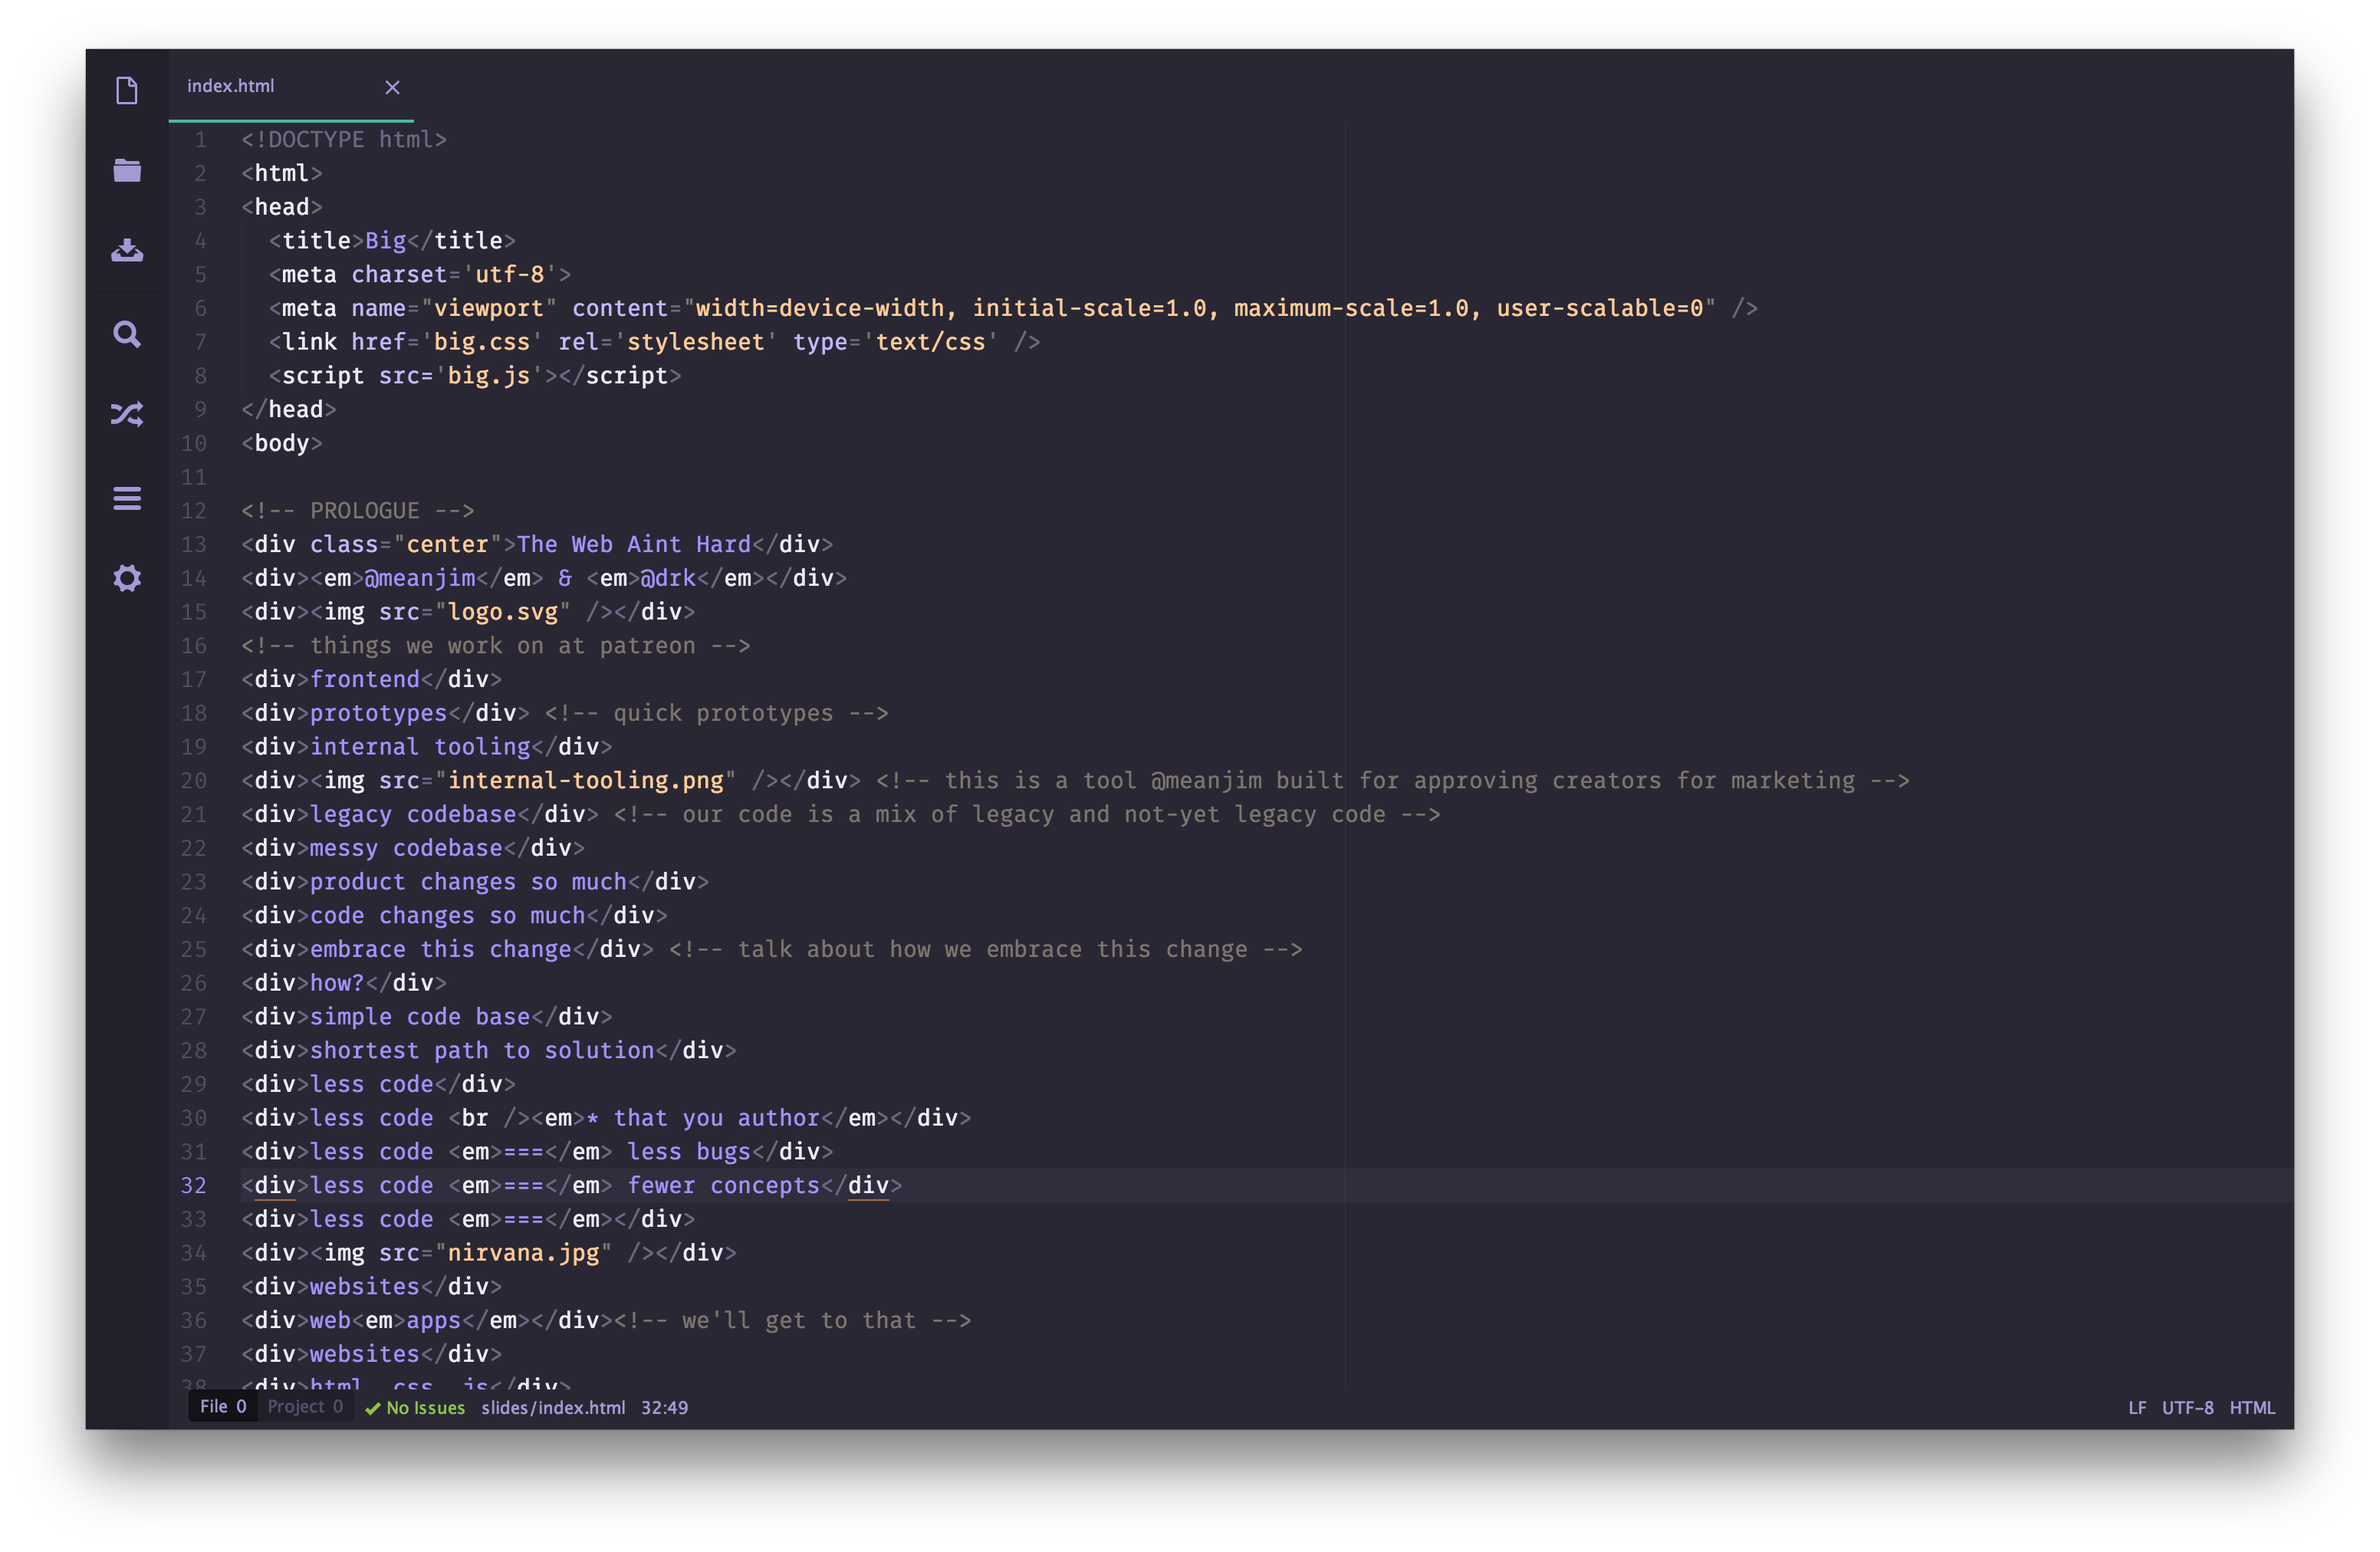 index.html
1 <!DOCTYPE html>
2 <html>
3 <head>
4   <title>Big</title>
5   <meta charset='utf-8'>
6   <meta name="viewport" content="width=device-width, initial-scale=1.0, maximum-scale=1.0, user-scalable=0" />
7   <link href='big.css' rel='stylesheet' type='text/css' />
8   <script src='big.js'></script>
9 </head>
10 <body>
11
12 <!-- PROLOGUE -->
13 <div class="center">The Web Aint Hard</div>
14 <div><em>@meanjim</em> & <em>@drk</em></div>
15 <div><img src="logo.svg" /></div>
16 <!-- things we work on at patreon -->
17 <div>frontend</div>
18 <div>prototypes</div> <!-- quick prototypes -->
19 <div>internal tooling</div>
20 <div><img src="internal-tooling.png" /></div> <!-- this is a tool @meanjim built for approving creators for marketing -->
21 <div>legacy codebase</div> <!-- our code is a mix of legacy and not-yet legacy code -->
22 <div>messy codebase</div>
23 <div>product changes so much</div>
24 <div>code changes so much</div>
25 <div>embrace this change</div> <!-- talk about how we embrace this change -->
26 <div>how?</div>
27 <div>simple code base</div>
28 <div>shortest path to solution</div>
29 <div>less code</div>
30 <div>less code <br /><em>* that you author</em></div>
31 <div>less code <em>===</em> less bugs</div>
32 <div>less code <em>===</em> fewer concepts</div>
33 <div>less code <em>===</em></div>
34 <div><img src="nirvana.jpg" /></div>
35 <div>websites</div>
36 <div>web<em>apps</em></div><!-- we'll get to that -->
37 <div>websites</div>
38 <div>html, css, js</div>
File 0 Project 0 No Issues slides/index.html 32:49 LF UTF-8 HTML